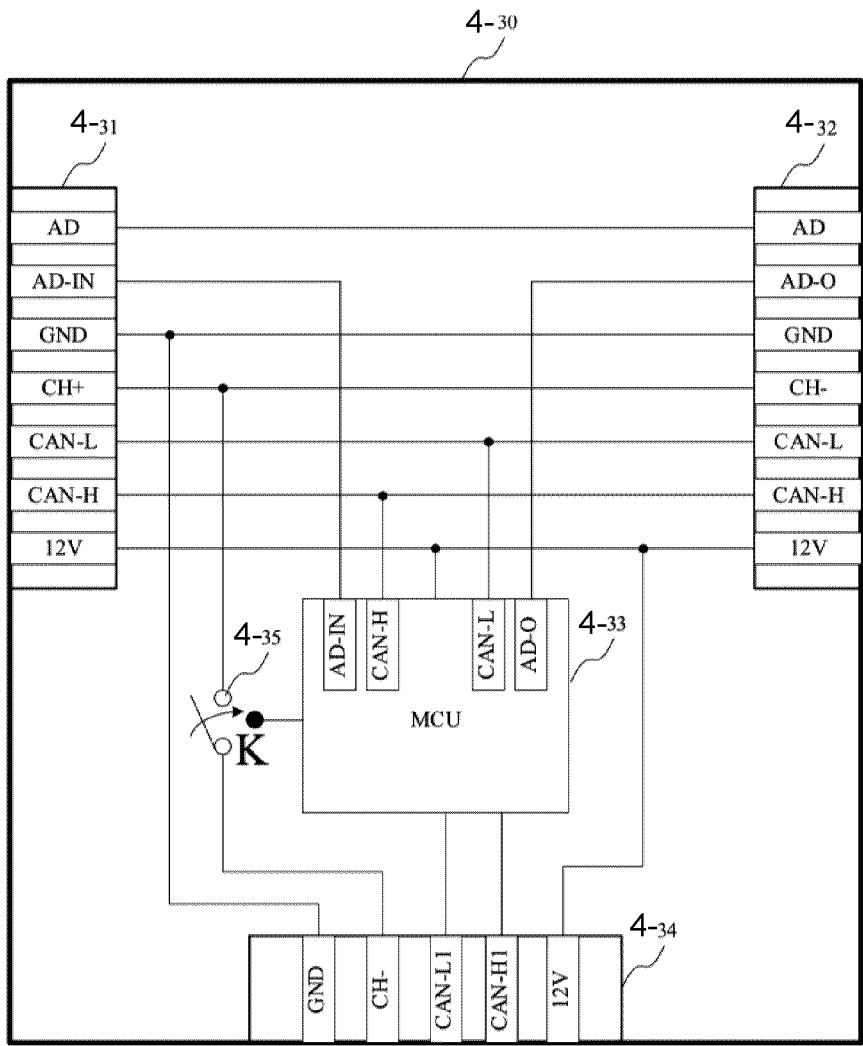 4-30
4-31
4-32
AD
AD
AD-IN
AD-O
GND
GND
CH+
CH-
CAN-L
CAN-L
CAN-H
CAN-H
12V
12V
AD-IN
CAN-H
CAN-L
AD-O
4-33
4-35
MCU
K
4-34
GND
CH-
CAN-L1
CAN-H1
12V